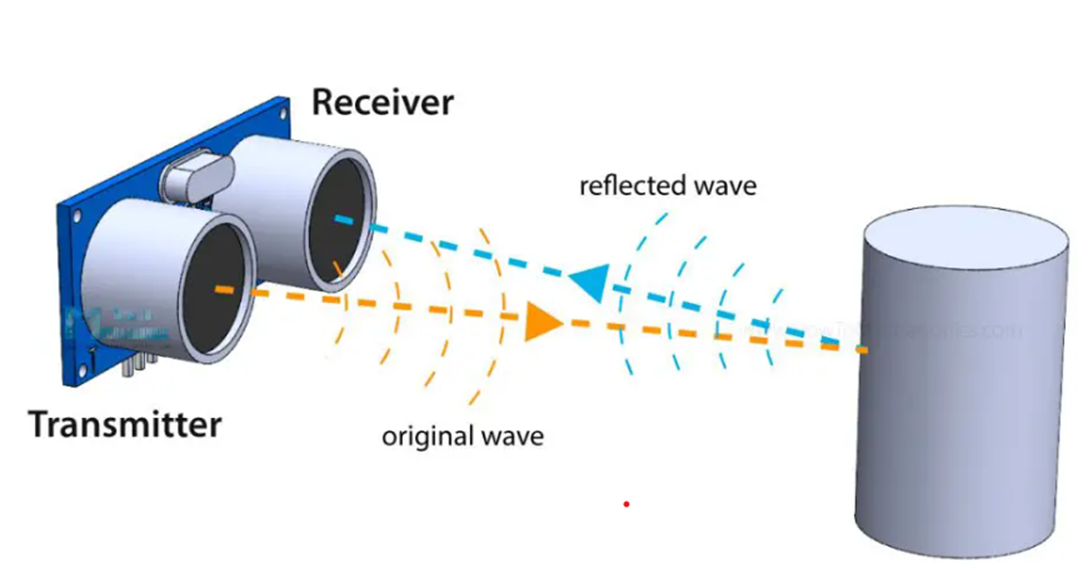 Receiver
reflected wave
Transmitter
original wave